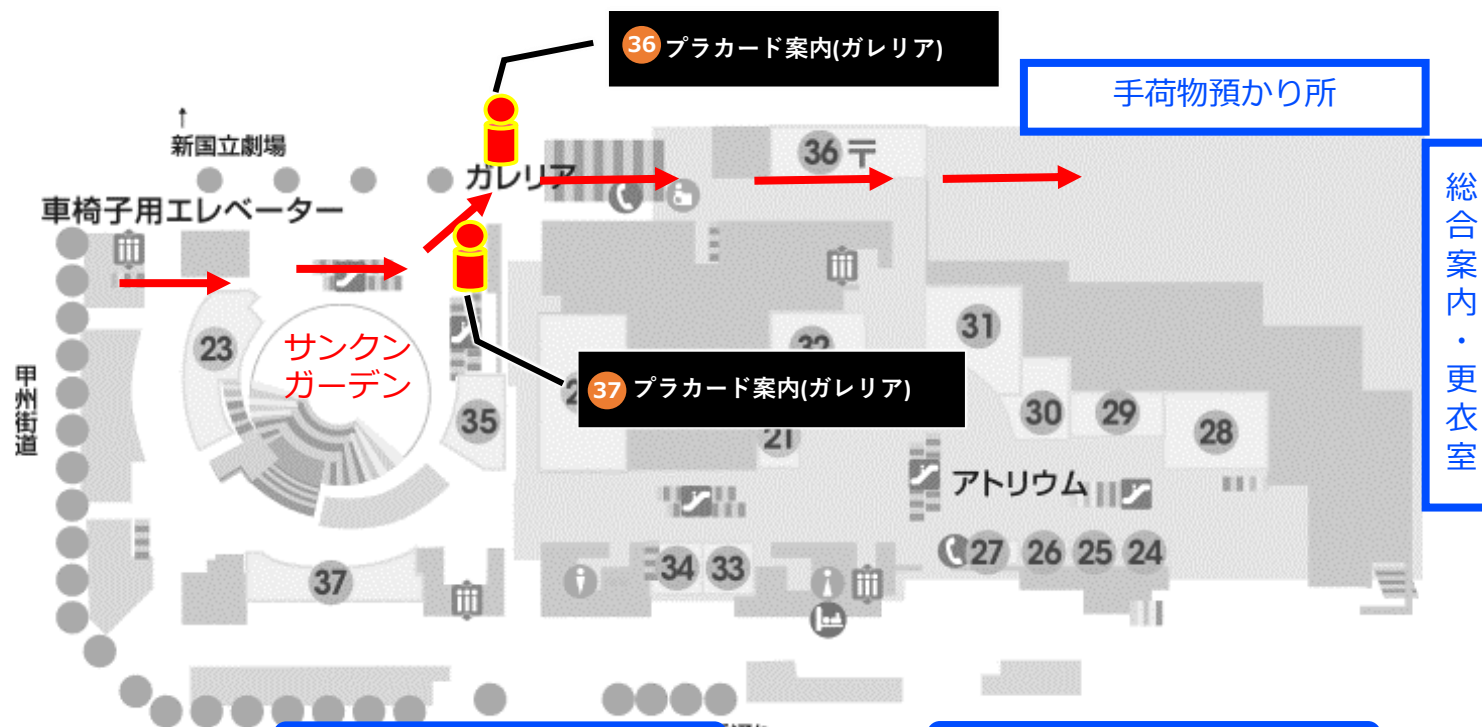 36 プラカード案内(ガレリア)
手荷物預かり所
↑
新国立劇場
36 〒
ガレリア
総合案内・更衣室
車椅子用エレベーター
サンクン
ガーデン
23
31
32
37 プラカード案内(ガレリア)
甲州街道
35
30
29
28
21
アトリウム
27
26
25
24
34
33
37